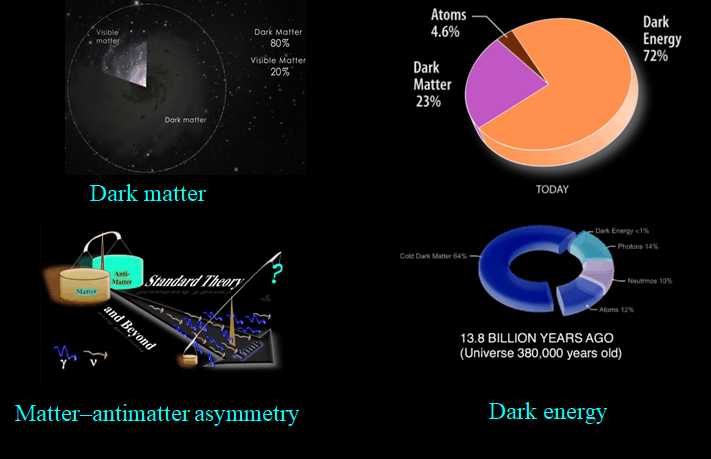 Visible
matter
Dark Matter
80%
Visible Matter
20%
Dark matter
Dark matter
Atoms
4.6%
Dark
Energy
72%
Dark
Matter
23%
TODAY
Matter
Anti-
Matter
Standard Theory
?
and Beyond
γ
ν
Matter–antimatter asymmetry
Dark Energy <1%
Photons 14%
Cold Dark Matter 64%
Neutrinos 10%
Atoms 12%
13.8 BILLION YEARS AGO
(Universe 380,000 years old)
Dark energy